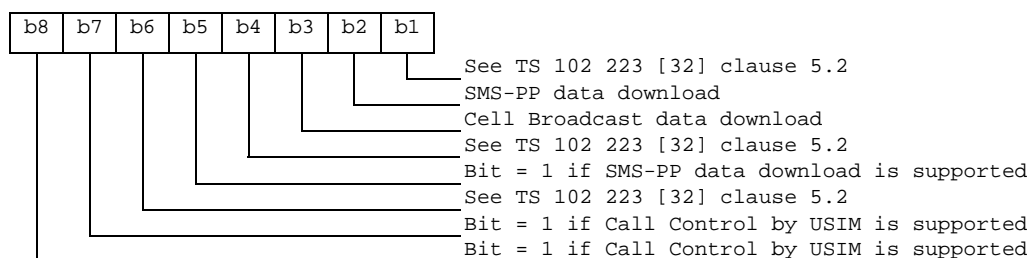 b8 b7 b6 b5 b4 b3 b2 b1
See TS 102 223 [32] clause 5.2
SMS-PP data download
Cell Broadcast data download
See TS 102 223 [32] clause 5.2
Bit = 1 if SMS-PP data download is supported
See TS 102 223 [32] clause 5.2
Bit = 1 if Call Control by USIM is supported
Bit = 1 if Call Control by USIM is supported